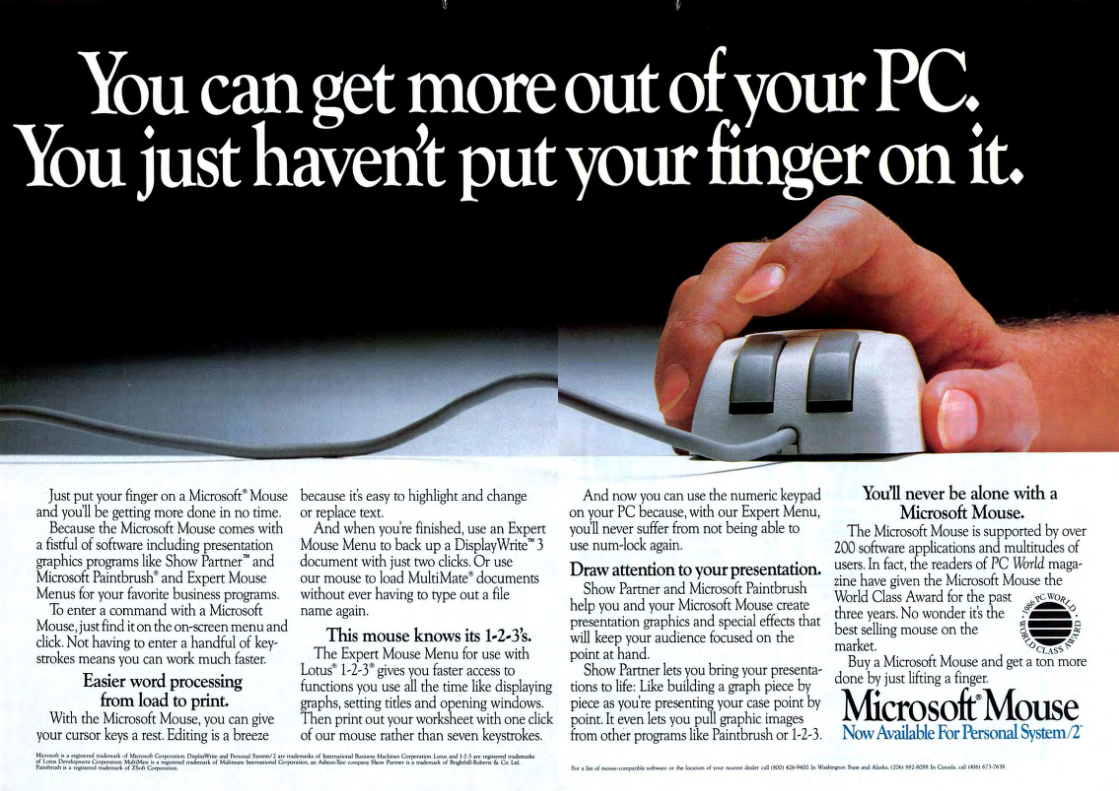 You can get more out of your PC.
You just haven't put your finger on it.
Just put your finger on a Microsoft® Mouse
and you'll be getting more done in no time.
Because the Microsoft Mouse comes with
a fistful of software including presentation
graphics programs like Show Partner™ and
Microsoft Paintbrush® and Expert Mouse
Menus for your favorite business programs.
To enter a command with a Microsoft
Mouse, just find it on the on-screen menu and
click. Not having to enter a handful of key-
strokes means you can work much faster.
Easier word processing
from load to print.
With the Microsoft Mouse, you can give
your cursor keys a rest. Editing is a breeze
because it's easy to highlight and change
or replace text.
And when you're finished, use an Expert
Mouse Menu to back up a DisplayWrite™ 3
document with just two clicks. Or use
our mouse to load MultiMate® documents
without ever having to type out a file
name again.
This mouse knows its 1-2-3's.
The Expert Mouse Menu for use with
Lotus® 1-2-3® gives you faster access to
functions you use all the time like displaying
graphs, setting titles and opening windows.
Then print out your worksheet with one click
of our mouse rather than seven keystrokes.
And now you can use the numeric keypad
on your PC because, with our Expert Menu,
you'll never suffer from not being able to
use num-lock again.
Draw attention to your presentation.
Show Partner and Microsoft Paintbrush
help you and your Microsoft Mouse create
presentation graphics and special effects that
will keep your audience focused on the
point at hand.
Show Partner lets you bring your presenta-
tions to life: Like building a graph piece by
piece as you're presenting your case point by
point. It even lets you pull graphic images
from other programs like Paintbrush or 1-2-3.
You'll never be alone with a
Microsoft Mouse.
The Microsoft Mouse is supported by over
200 software applications and multitudes of
users. In fact, the readers of PC World maga-
zine have given the Microsoft Mouse the
World Class Award for the past
three years. No wonder it's the
best selling mouse on the
market.
1986 PC WORLD
WORLD CLASS AWARD
Buy a Microsoft Mouse and get a ton more
done by just lifting a finger.
Microsoft® Mouse
Now Available For Personal System/2™
Microsoft is a registered trademark of Microsoft Corporation. DisplayWrite and Personal System/2 are trademarks of International Business Machines Corporation. Lotus and 1-2-3 are registered trademarks
of Lotus Development Corporation. MultiMate is a registered trademark of Multimate International Corporation, an Ashton-Tate company. Show Partner is a trademark of Brightbill-Roberts & Co. Ltd.
Paintbrush is a registered trademark of ZSoft Corporation.
For a list of mouse-compatible software or the location of your nearest dealer call (800) 426-9400. In Washington State and Alaska, (206) 882-8088. In Canada, call (416) 673-7638.